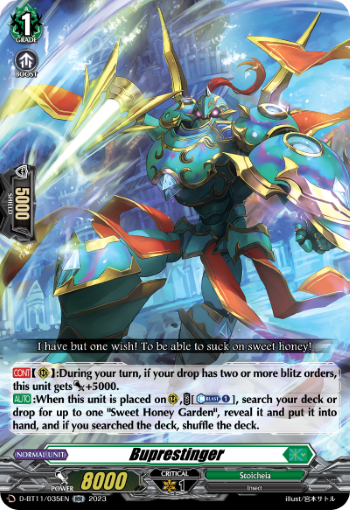 1
GRADE
BOOST
5000
SHIELD
I have but one wish! To be able to suck on sweet honey!
CONT [ ]:During your turn, if your drop has two or more blitz orders,
this unit gets +5000.
AUTO:When this unit is placed on [COUNTER BLAST 1], search your deck or
drop for up to one "Sweet Honey Garden", reveal it and put it into
hand, and if you searched the deck, shuffle the deck.
NORMAL UNIT
Buprestinger
POWER 8000
CRITICAL
1
Stoicheia
Insect
D-BT11/035EN RR 2023
illust/宮本サトル